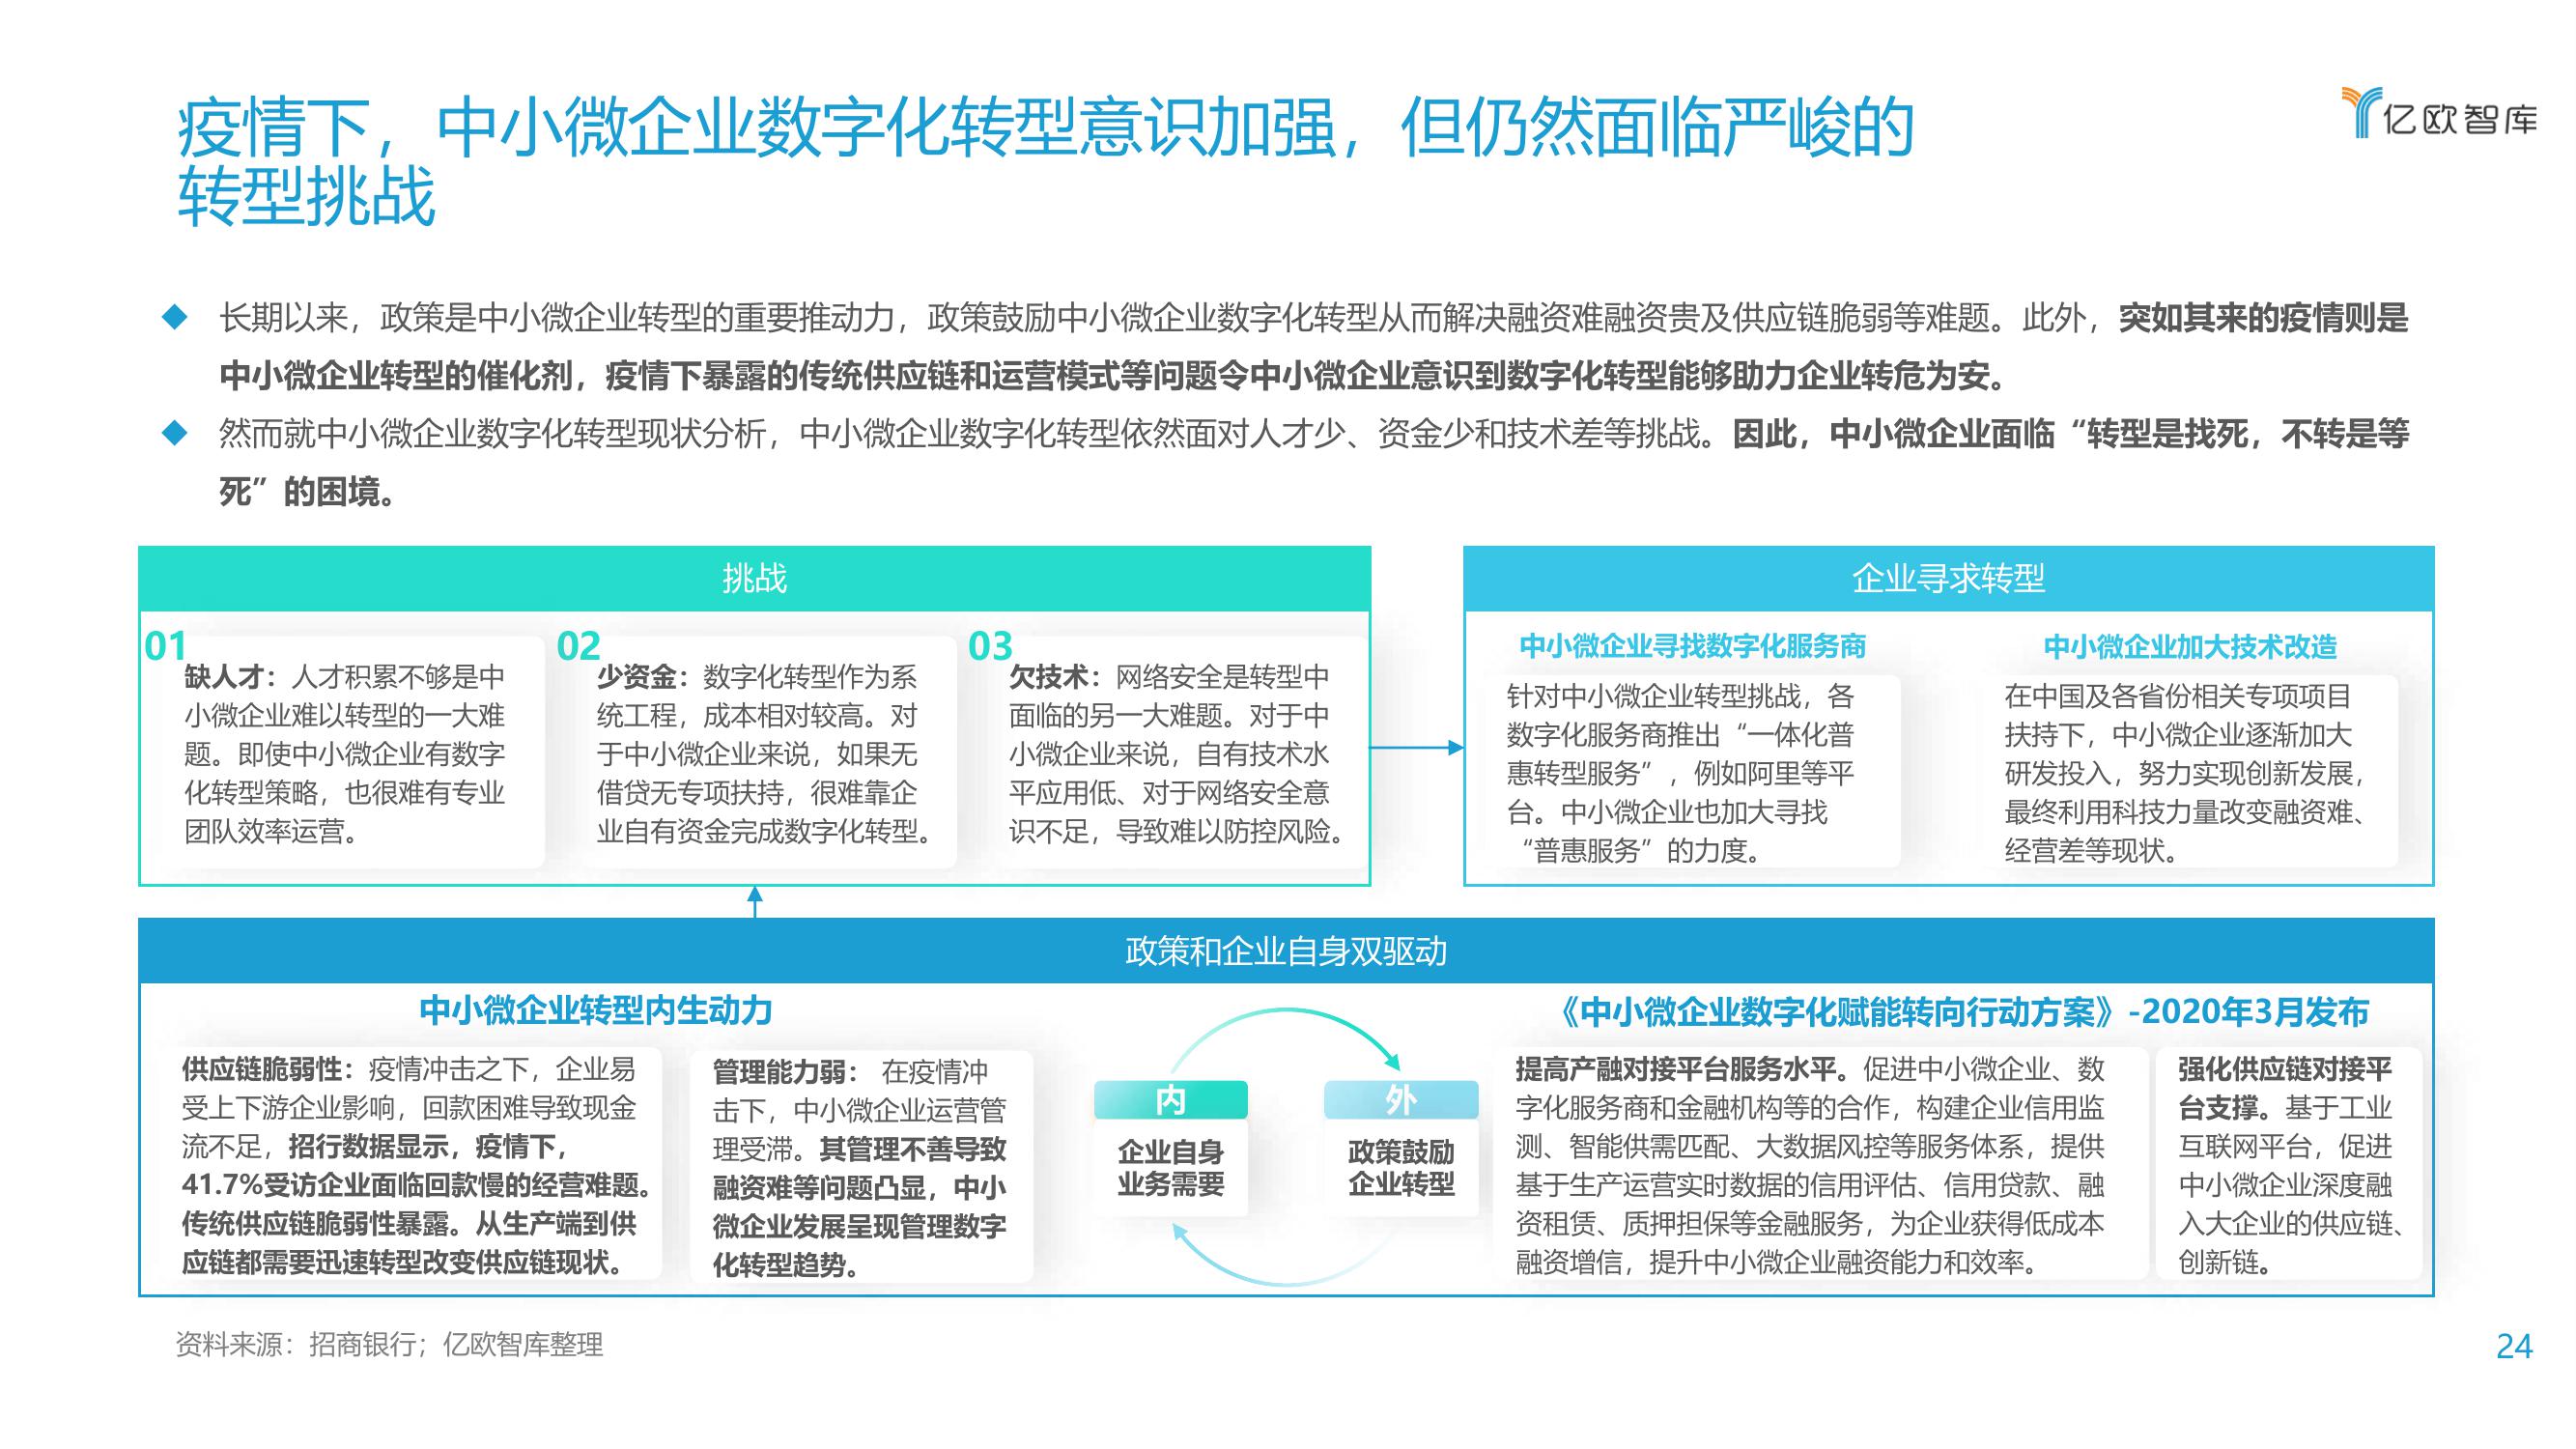 疫情下，中小微企业数字化转型意识加强，但仍然面临严峻的
转型挑战
亿欧智库
长期以来，政策是中小微企业转型的重要推动力，政策鼓励中小微企业数字化转型从而解决融资难融资贵及供应链脆弱等难题。此外，突如其来的疫情则是
中小微企业转型的催化剂，疫情下暴露的传统供应链和运营模式等问题令中小微企业意识到数字化转型能够助力企业转危为安。
然而就中小微企业数字化转型现状分析，中小微企业数字化转型依然面对人才少、资金少和技术差等挑战。因此，中小微企业面临“转型是找死，不转是等
死”的困境。
挑战
01
缺人才：人才积累不够是中
小微企业难以转型的一大难
题。即使中小微企业有数字
化转型策略，也很难有专业
团队效率运营。
02
少资金：数字化转型作为系
统工程，成本相对较高。对
于中小微企业来说，如果无
借贷无专项扶持，很难靠企
业自有资金完成数字化转型。
03
欠技术：网络安全是转型中
面临的另一大难题。对于中
小微企业来说，自有技术水
平应用低、对于网络安全意
识不足，导致难以防控风险。
企业寻求转型
中小微企业寻找数字化服务商
针对中小微企业转型挑战，各
数字化服务商推出“一体化普
惠转型服务”，例如阿里等平
台。中小微企业也加大寻找
“普惠服务”的力度。
中小微企业加大技术改造
在中国及各省份相关专项项目
扶持下，中小微企业逐渐加大
研发投入，努力实现创新发展，
最终利用科技力量改变融资难、
经营差等现状。
政策和企业自身双驱动
中小微企业转型内生动力
供应链脆弱性：疫情冲击之下，企业易
受上下游企业影响，回款困难导致现金
流不足，招行数据显示，疫情下，
41.7%受访企业面临回款慢的经营难题。
传统供应链脆弱性暴露。从生产端到供
应链都需要迅速转型改变供应链现状。
管理能力弱： 在疫情冲
击下，中小微企业运营管
理受滞。其管理不善导致
融资难等问题凸显，中小
微企业发展呈现管理数字
化转型趋势。
内
企业自身
业务需要
外
政策鼓励
企业转型
《中小微企业数字化赋能转向行动方案》-2020年3月发布
提高产融对接平台服务水平。促进中小微企业、数
字化服务商和金融机构等的合作，构建企业信用监
测、智能供需匹配、大数据风控等服务体系，提供
基于生产运营实时数据的信用评估、信用贷款、融
资租赁、质押担保等金融服务，为企业获得低成本
融资增信，提升中小微企业融资能力和效率。
强化供应链对接平
台支撑。基于工业
互联网平台，促进
中小微企业深度融
入大企业的供应链、
创新链。
资料来源：招商银行；亿欧智库整理
24